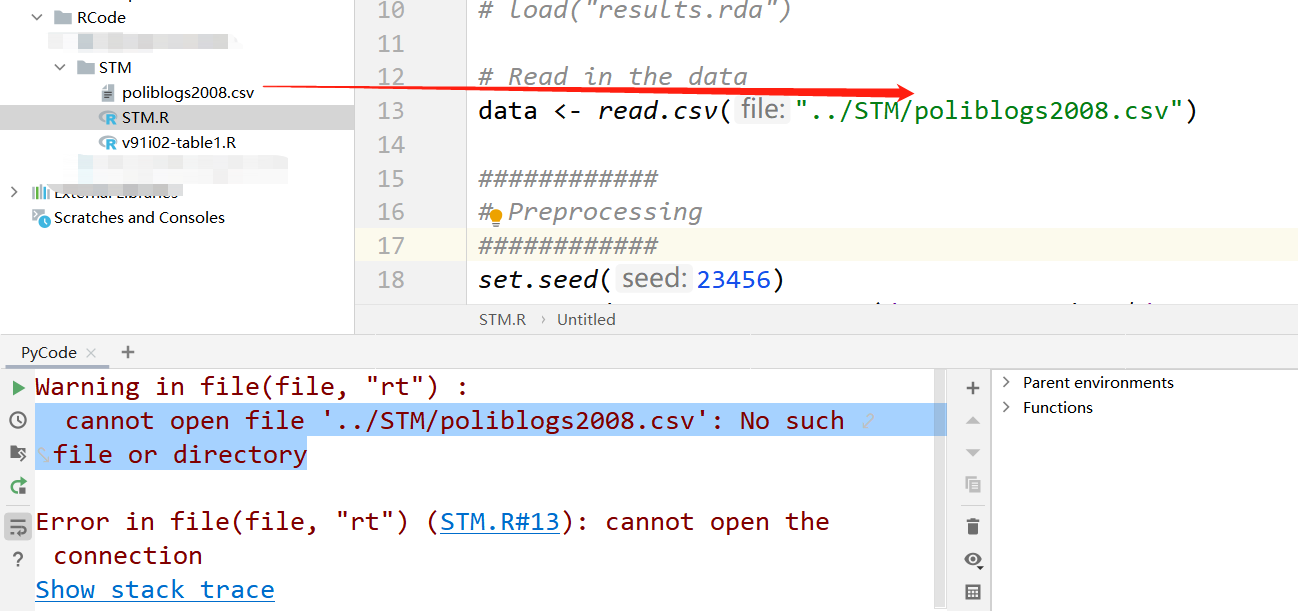 RCode
STM
poliblogs2008.csv
STM.R
v91i02-table1.R
External Libraries
Scratches and Consoles
10 # load("results.rda")
11
12 # Read in the data
13 data <- read.csv( file: "../STM/poliblogs2008.csv")
14
15 ############
16 # Preprocessing
17 ############
18 set.seed( seed: 23456)
STM.R › Untitled
PyCode
Warning in file(file, "rt") :
cannot open file '../STM/poliblogs2008.csv': No such
file or directory
Error in file(file, "rt") (STM.R#13): cannot open the
connection
Show stack trace
Parent environments
Functions